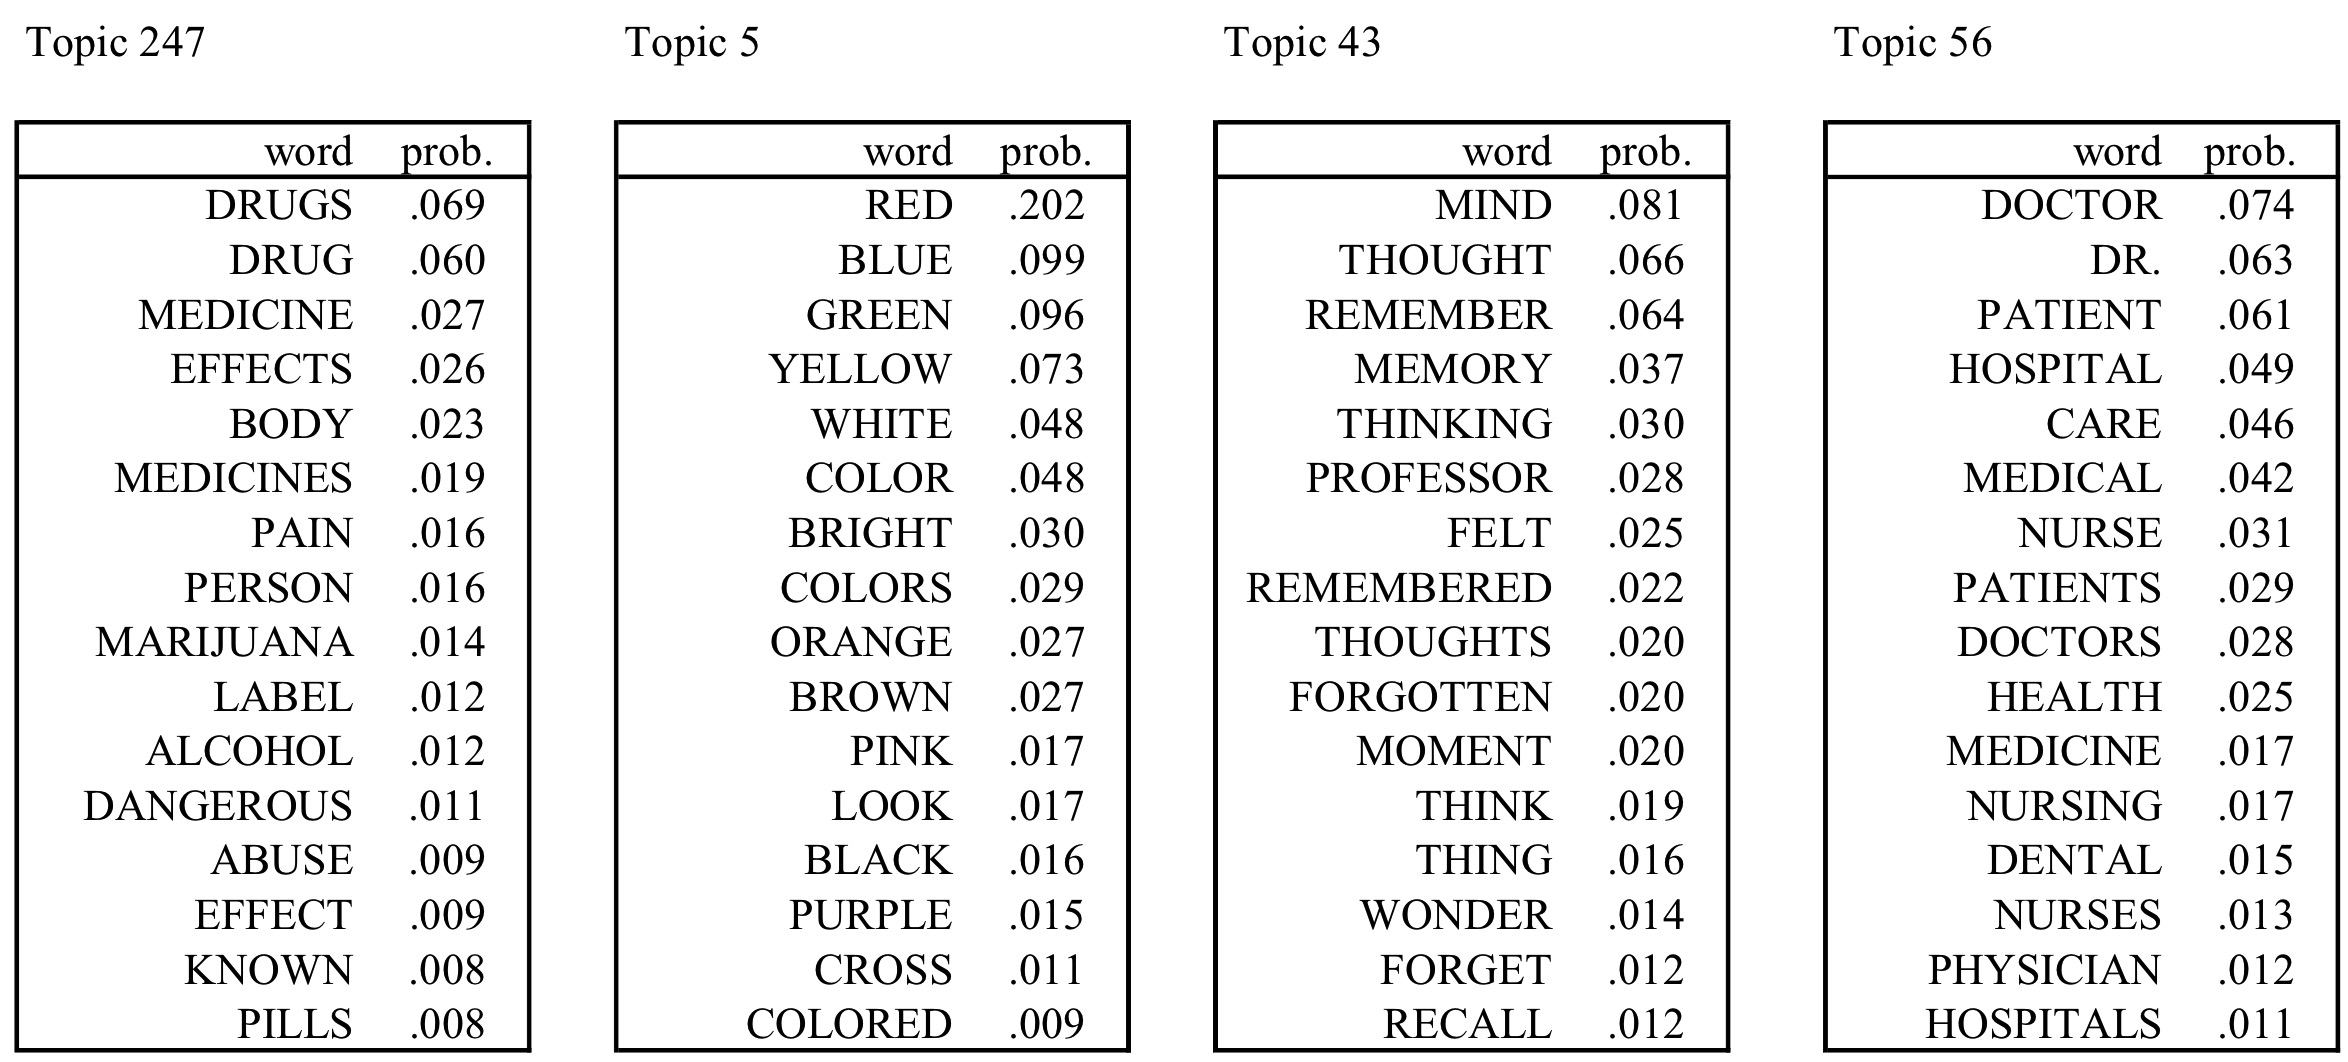 Topic 247 Topic 5 Topic 43 Topic 56
word prob. word prob. word prob. word prob.
DRUGS .069 RED .202 MIND .081 DOCTOR .074
DRUG .060 BLUE .099 THOUGHT .066 DR. .063
MEDICINE .027 GREEN .096 REMEMBER .064 PATIENT .061
EFFECTS .026 YELLOW .073 MEMORY .037 HOSPITAL .049
BODY .023 WHITE .048 THINKING .030 CARE .046
MEDICINES .019 COLOR .048 PROFESSOR .028 MEDICAL .042
PAIN .016 BRIGHT .030 FELT .025 NURSE .031
PERSON .016 COLORS .029 REMEMBERED .022 PATIENTS .029
MARIJUANA .014 ORANGE .027 THOUGHTS .020 DOCTORS .028
LABEL .012 BROWN .027 FORGOTTEN .020 HEALTH .025
ALCOHOL .012 PINK .017 MOMENT .020 MEDICINE .017
DANGEROUS .011 LOOK .017 THINK .019 NURSING .017
ABUSE .009 BLACK .016 THING .016 DENTAL .015
EFFECT .009 PURPLE .015 WONDER .014 NURSES .013
KNOWN .008 CROSS .011 FORGET .012 PHYSICIAN .012
PILLS .008 COLORED .009 RECALL .012 HOSPITALS .011